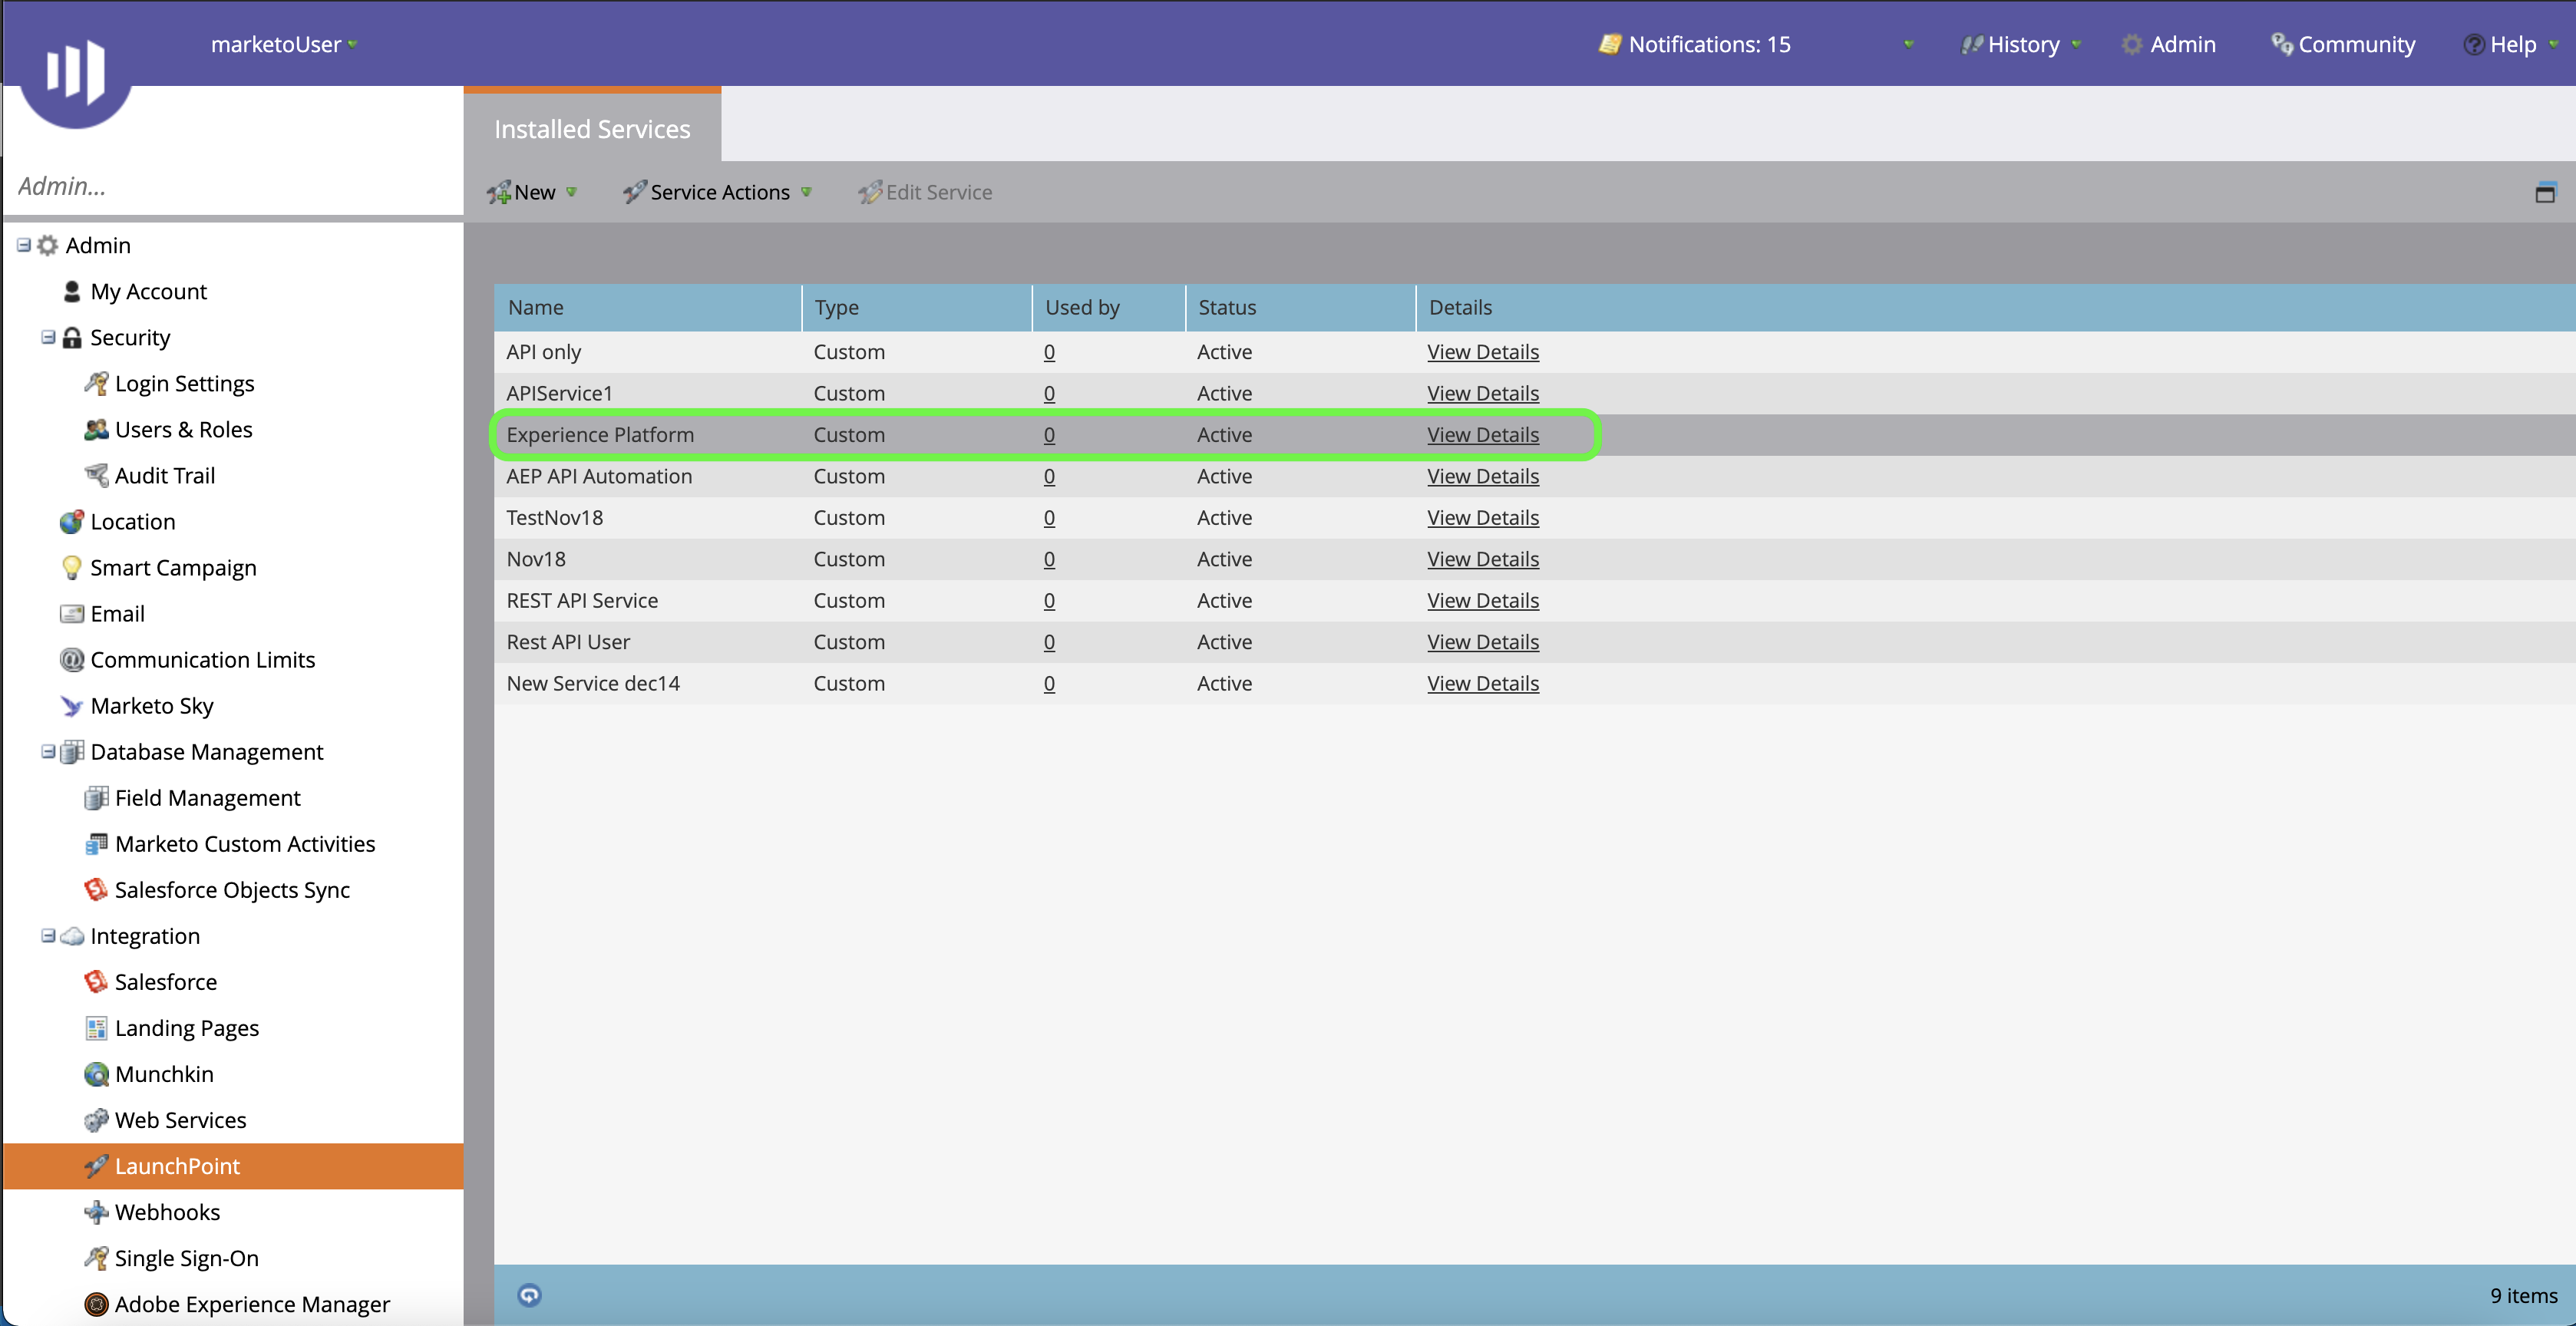 marketoUser
Notifications: 15 History Admin Community Help
Installed Services
Admin...
New Service Actions Edit Service
Admin
My Account
Security
Login Settings
Users & Roles
Audit Trail
Location
Smart Campaign
Email
Communication Limits
Marketo Sky
Database Management
Field Management
Marketo Custom Activities
Salesforce Objects Sync
Integration
Salesforce
Landing Pages
Munchkin
Web Services
LaunchPoint
Webhooks
Single Sign-On
Adobe Experience Manager
Name Type Used by Status Details
API only Custom 0 Active View Details
APIService1 Custom 0 Active View Details
Experience Platform Custom 0 Active View Details
AEP API Automation Custom 0 Active View Details
TestNov18 Custom 0 Active View Details
Nov18 Custom 0 Active View Details
REST API Service Custom 0 Active View Details
Rest API User Custom 0 Active View Details
New Service dec14 Custom 0 Active View Details
9 items